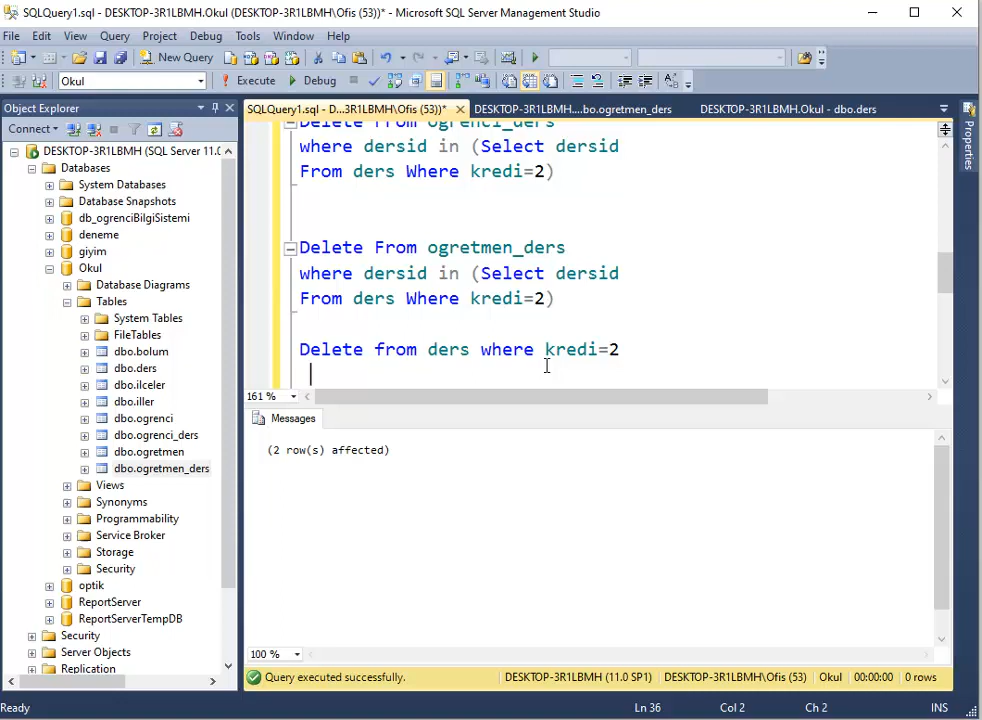 SQLQuery1.sql - DESKTOP-3R1LBMH.Okul (DESKTOP-3R1LBMH\Ofis (53))* - Microsoft SQL Server Management Studio
File Edit View Query Project Debug Tools Window Help
New Query
Okul Execute Debug
Object Explorer
Connect
DESKTOP-3R1LBMH (SQL Server 11.0
Databases
System Databases
Database Snapshots
db_ogrenciBilgiSistemi
deneme
giyim
Okul
Database Diagrams
Tables
System Tables
FileTables
dbo.bolum
dbo.ders
dbo.ilceler
dbo.iller
dbo.ogrenci
dbo.ogrenci_ders
dbo.ogretmen
dbo.ogretmen_ders
Views
Synonyms
Programmability
Service Broker
Storage
Security
optik
ReportServer
ReportServerTempDB
Security
Server Objects
Replication
SQLQuery1.sql - D...3R1LBMH\Ofis (53))* DESKTOP-3R1LBMH....bo.ogretmen_ders DESKTOP-3R1LBMH.Okul - dbo.ders
Delete From ogrenci_ders
where dersid in (Select dersid
From ders Where kredi=2)
Delete From ogretmen_ders
where dersid in (Select dersid
From ders Where kredi=2)
Delete from ders where kredi=2
161 %
Messages
(2 row(s) affected)
100 %
Query executed successfully. DESKTOP-3R1LBMH (11.0 SP1) DESKTOP-3R1LBMH\Ofis (53) Okul 00:00:00 0 rows
Properties
Ready Ln 36 Col 2 Ch 2 INS